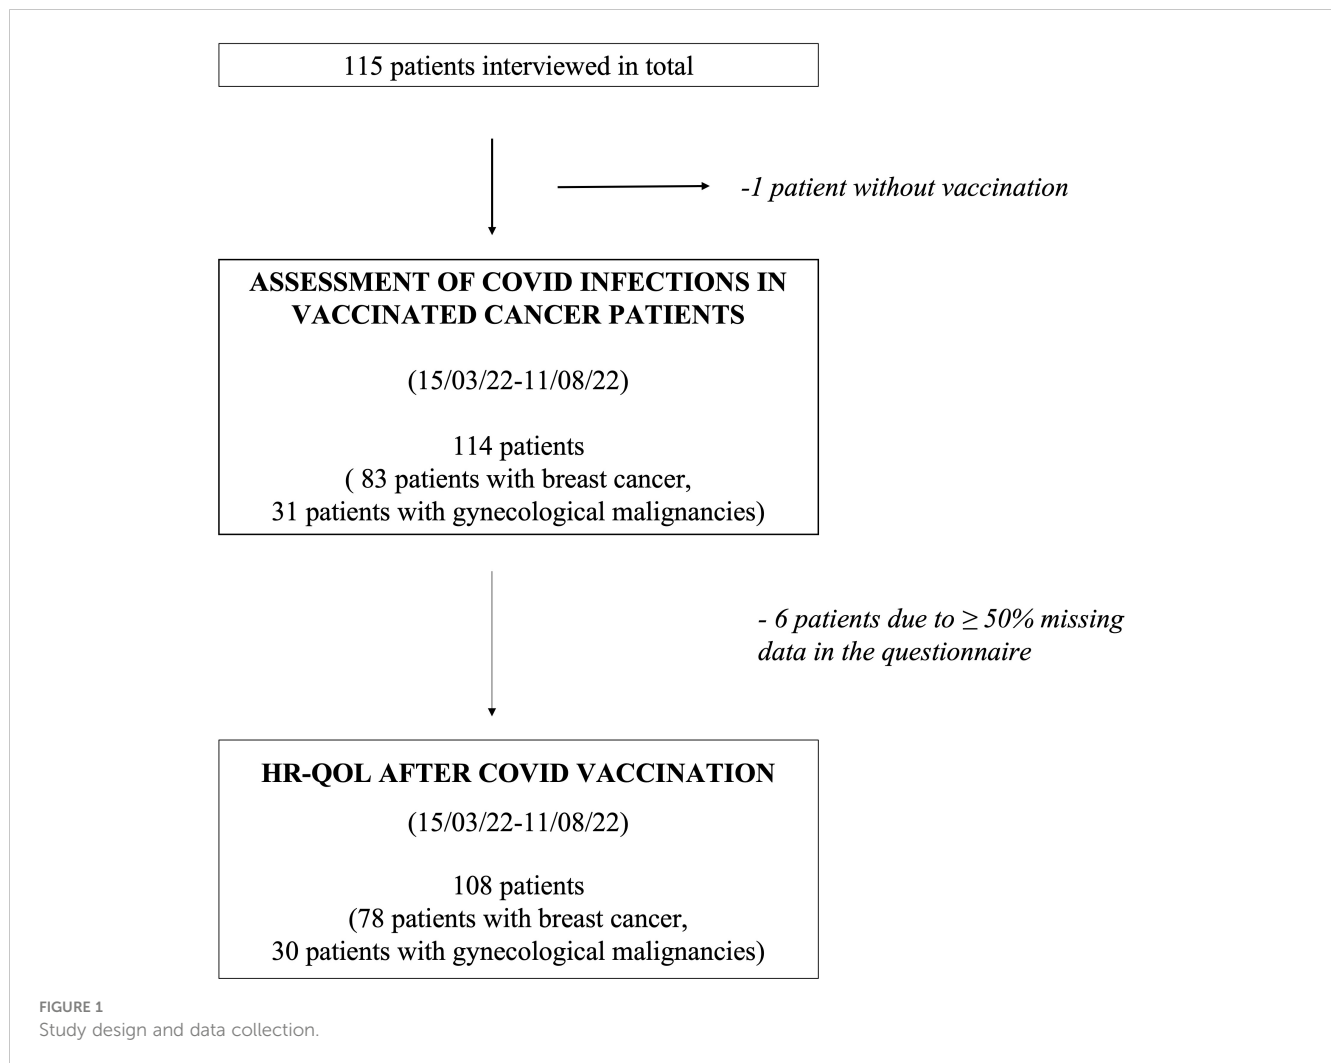 115 patients interviewed in total
-1 patient without vaccination
ASSESSMENT OF COVID INFECTIONS IN
VACCINATED CANCER PATIENTS
(15/03/22-11/08/22)
114 patients
( 83 patients with breast cancer,
31 patients with gynecological malignancies)
- 6 patients due to ≥ 50% missing
data in the questionnaire
HR-QOL AFTER COVID VACCINATION
(15/03/22-11/08/22)
108 patients
(78 patients with breast cancer,
30 patients with gynecological malignancies)
FIGURE 1
Study design and data collection.